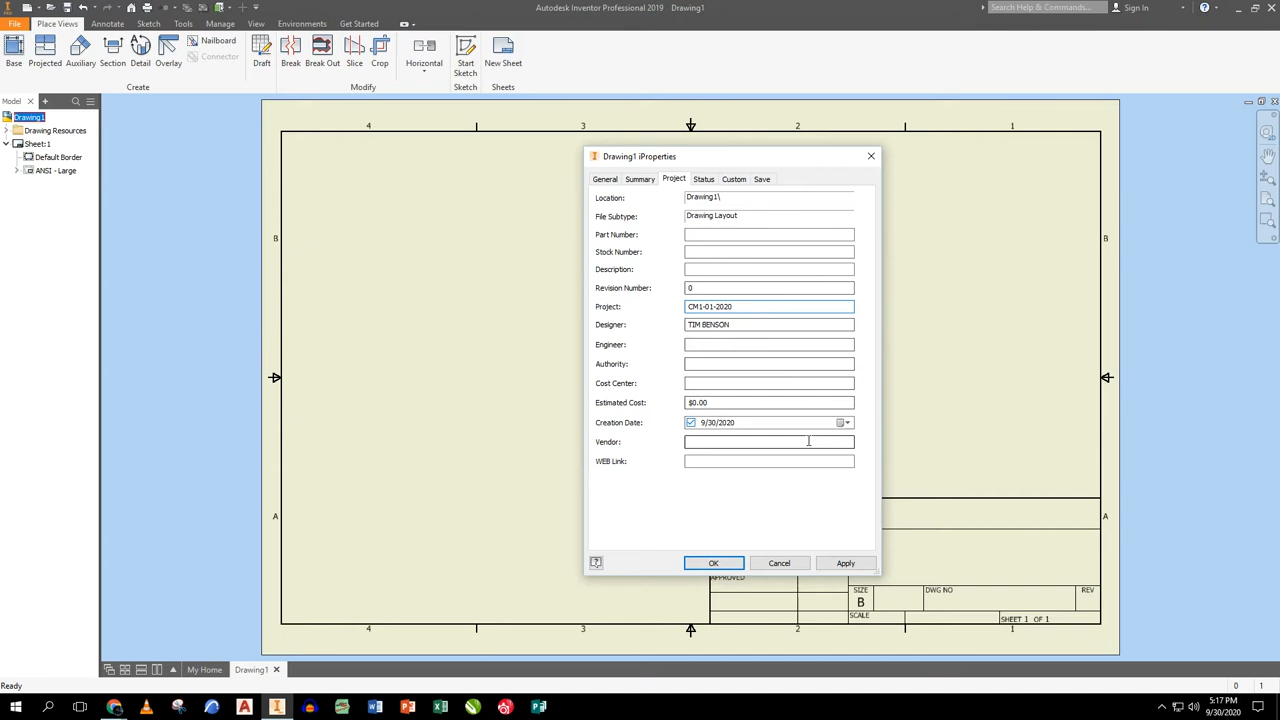 Autodesk Inventor Professional 2019 Drawing1
Search Help & Commands...
Sign In
File Place Views Annotate Sketch Tools Manage View Environments Get Started
Base Projected Auxiliary Section Detail Overlay
Nailboard
Connector
Draft Break Break Out Slice Crop Horizontal
Start Sketch
New Sheet
Create Modify Sketch Sheets
Model
Drawing1
Drawing Resources
Sheet:1
Default Border
ANSI - Large
4 3 2 1
B B
A A
Drawing1 iProperties
General Summary Project Status Custom Save
Location: Drawing1\
File Subtype: Drawing Layout
Part Number:
Stock Number:
Description:
Revision Number: 0
Project: CM1-01-2020
Designer: TIM BENSON
Engineer:
Authority:
Cost Center:
Estimated Cost: $0.00
Creation Date: 9/30/2020
Vendor:
WEB Link:
OK Cancel Apply
APPROVED
SIZE
B
DWG NO
REV
SCALE
SHEET 1 OF 1
4 3 2 1
My Home Drawing1
Ready
0 1
5:17 PM
9/30/2020